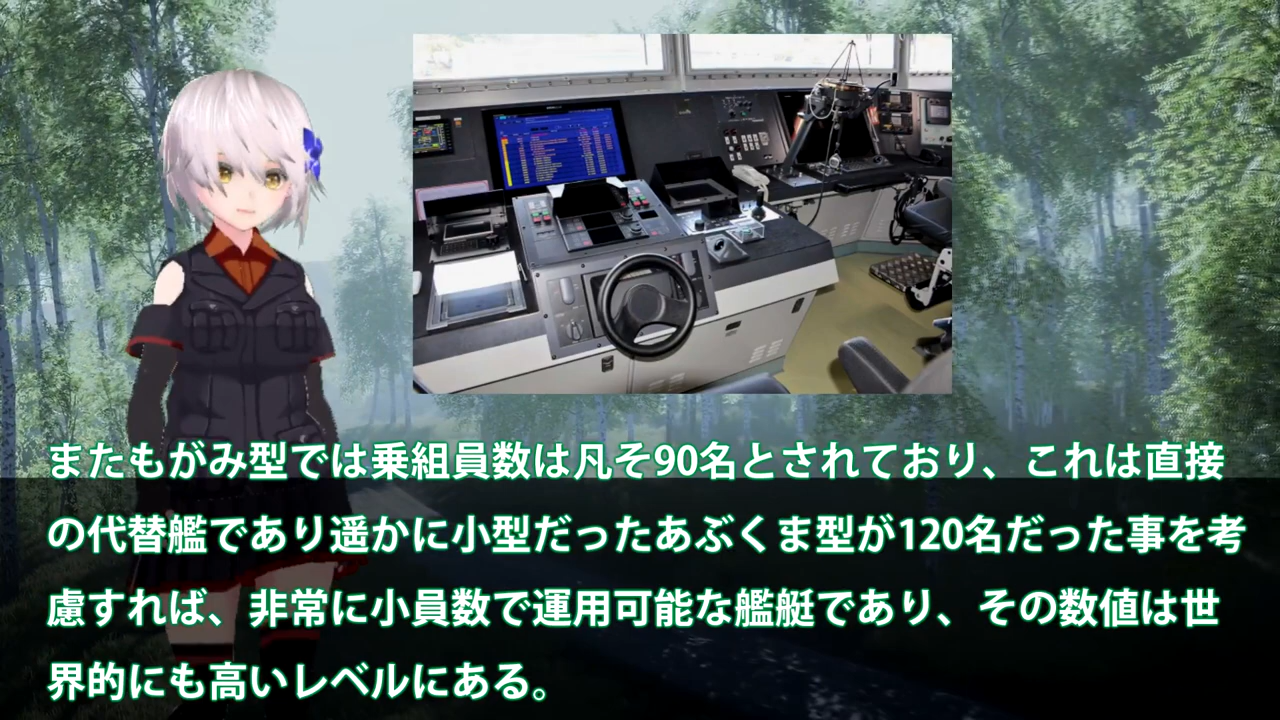 またもがみ型では乗組員数は凡そ90名とされており、これは直接
の代替艦であり遥かに小型だったあぶくま型が120名だった事を考
慮すれば、非常に小員数で運用可能な艦艇であり、その数値は世
界的にも高いレベルにある。